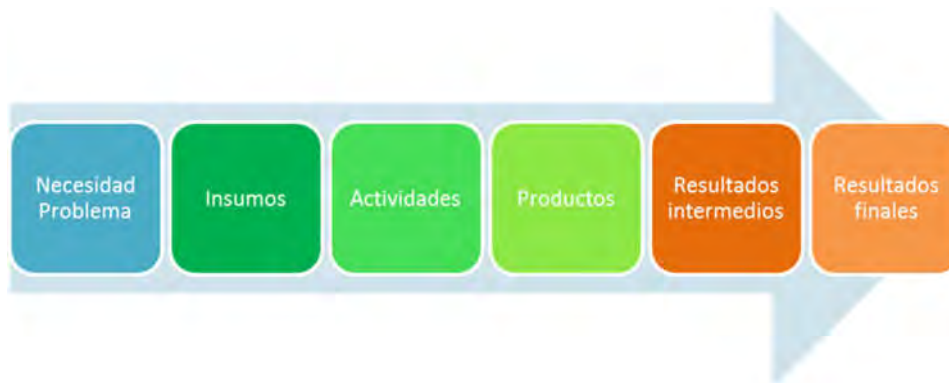 Necesidad
Problema
Insumos
Actividades
Productos
Resultados
intermedios
Resultados
finales